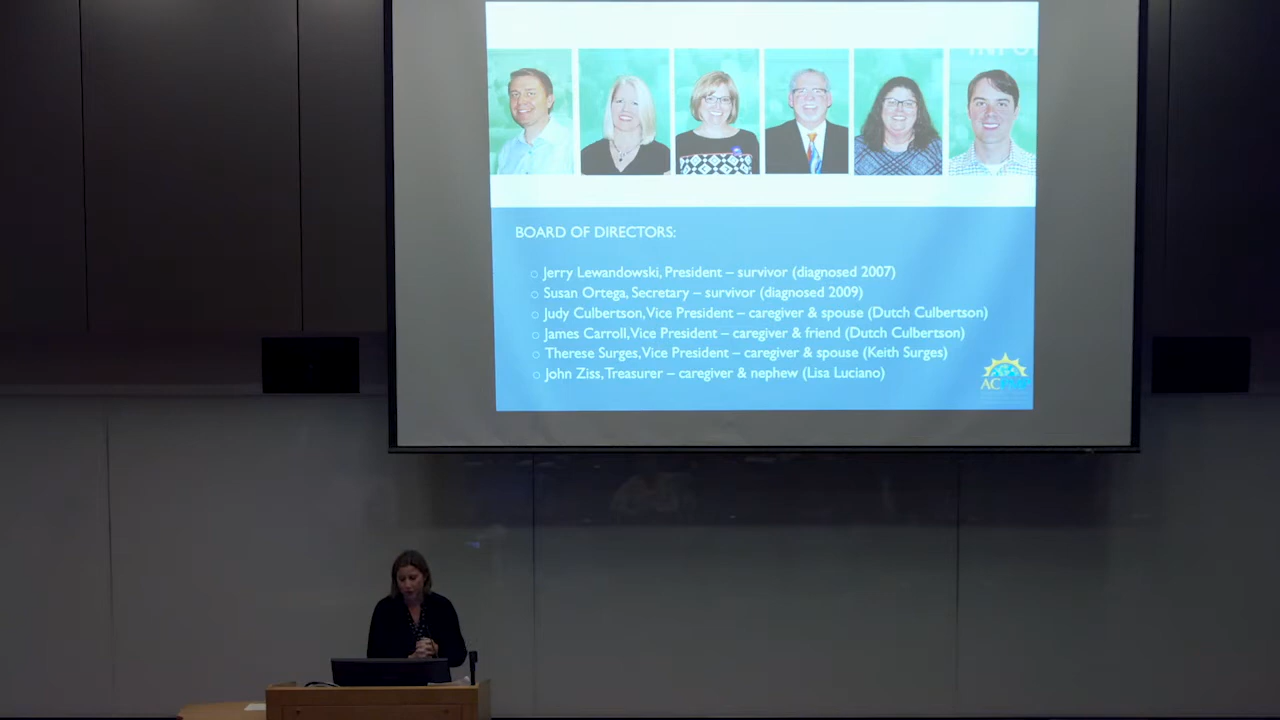 BOARD OF DIRECTORS:
Jerry Lewandowski, President – survivor (diagnosed 2007)
Susan Ortega, Secretary – survivor (diagnosed 2009)
Judy Culbertson, Vice President – caregiver & spouse (Dutch Culbertson)
James Carroll, Vice President – caregiver & friend (Dutch Culbertson)
Therese Surges, Vice President – caregiver & spouse (Keith Surges)
John Ziss, Treasurer – caregiver & nephew (Lisa Luciano)